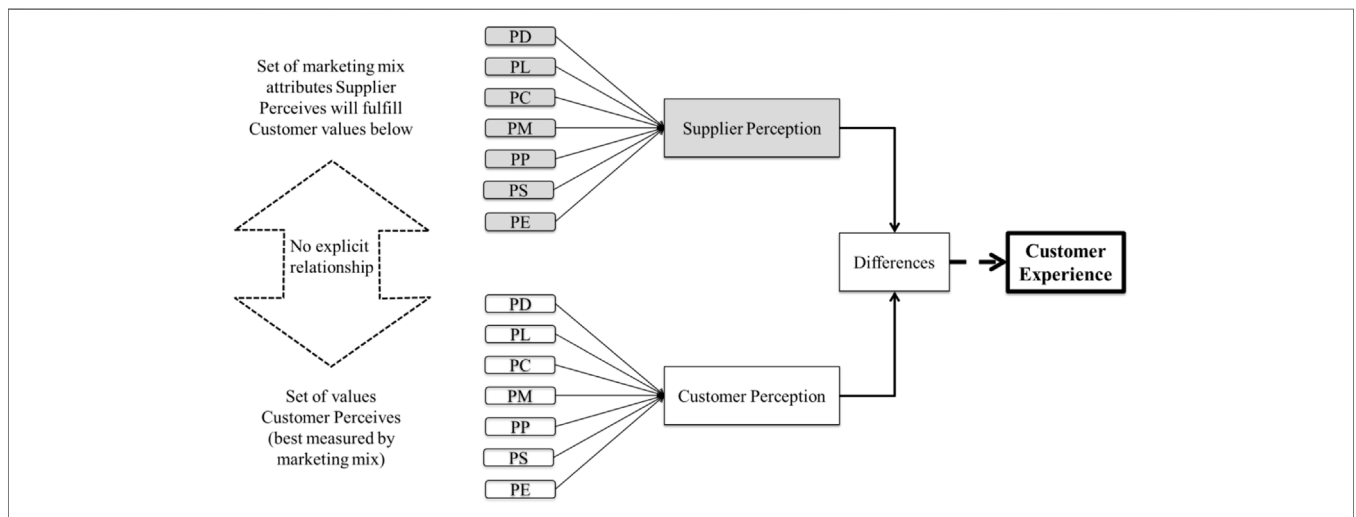 Set of marketing mix
attributes Supplier
Perceives will fulfill
Customer values below
No explicit
relationship
Set of values
Customer Perceives
(best measured by
marketing mix)
PD
PL
PC
PM
PP
PS
PE
Supplier Perception
PD
PL
PC
PM
PP
PS
PE
Customer Perception
Differences
Customer
Experience